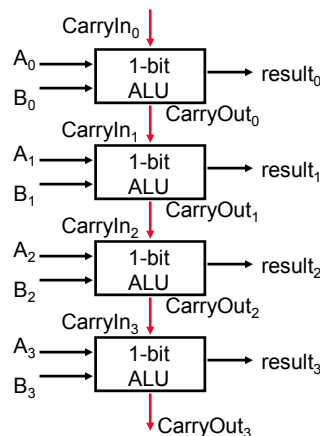 CarryIn₀
A₀
1-bit
result₀
B₀
ALU
CarryIn₁
CarryOut₀
A₁
1-bit
result₁
B₁
ALU
CarryIn₂
CarryOut₁
A₂
1-bit
result₂
B₂
ALU
CarryIn₃
CarryOut₂
A₃
1-bit
result₃
B₃
ALU
CarryOut₃